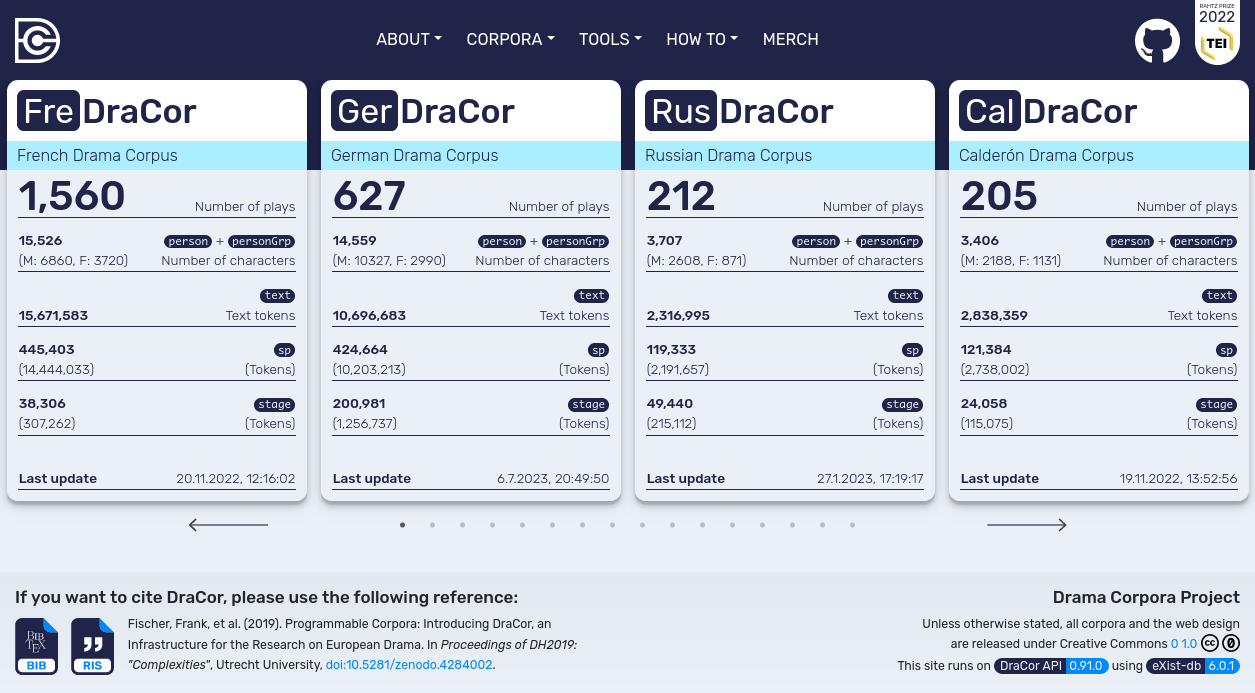 ABOUT CORPORA TOOLS HOW TO MERCH
RAHTZ PRIZE
2022
TEI
FreDraCor
French Drama Corpus
1,560 Number of plays
15,526 person + personGrp
(M: 6860, F: 3720) Number of characters
text
15,671,583 Text tokens
445,403 sp
(14,444,033) (Tokens)
38,306 stage
(307,262) (Tokens)
Last update 20.11.2022, 12:16:02
GerDraCor
German Drama Corpus
627 Number of plays
14,559 person + personGrp
(M: 10327, F: 2990) Number of characters
text
10,696,683 Text tokens
424,664 sp
(10,203,213) (Tokens)
200,981 stage
(1,256,737) (Tokens)
Last update 6.7.2023, 20:49:50
RusDraCor
Russian Drama Corpus
212 Number of plays
3,707 person + personGrp
(M: 2608, F: 871) Number of characters
text
2,316,995 Text tokens
119,333 sp
(2,191,657) (Tokens)
49,440 stage
(215,112) (Tokens)
Last update 27.1.2023, 17:19:17
CalDraCor
Calderón Drama Corpus
205 Number of plays
3,406 person + personGrp
(M: 2188, F: 1131) Number of characters
text
2,838,359 Text tokens
121,384 sp
(2,738,002) (Tokens)
24,058 stage
(115,075) (Tokens)
Last update 19.11.2022, 13:52:56
If you want to cite DraCor, please use the following reference:
BIBTEX
BIB
RIS
Fischer, Frank, et al. (2019). Programmable Corpora: Introducing DraCor, an
Infrastructure for the Research on European Drama. In Proceedings of DH2019:
"Complexities", Utrecht University, doi:10.5281/zenodo.4284002.
Drama Corpora Project
Unless otherwise stated, all corpora and the web design
are released under Creative Commons 0 1.0 cc 0
This site runs on DraCor API 0.91.0 using eXist-db 6.0.1